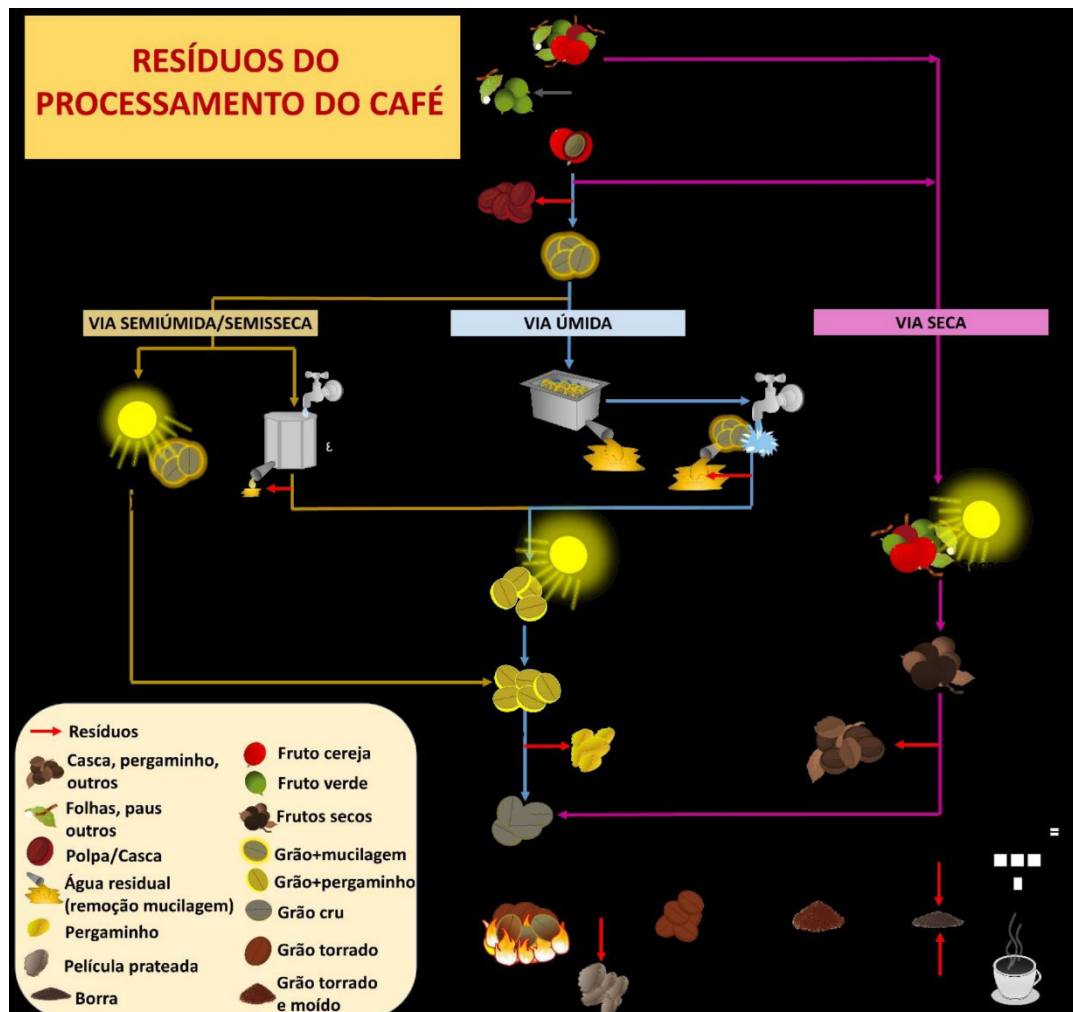 RESÍDUOS DO
PROCESSAMENTO DO CAFÉ
VIA SEMIÚMIDA/SEMISSECA
VIA ÚMIDA
VIA SECA
Resíduos
Casca, pergaminho,
outros
Folhas, paus
outros
Polpa/Casca
Água residual
(remoção mucilagem)
Pergaminho
Película prateada
Borra
Fruto cereja
Fruto verde
Frutos secos
Grão+mucilagem
Grão+pergaminho
Grão cru
Grão torrado
Grão torrado
e moído